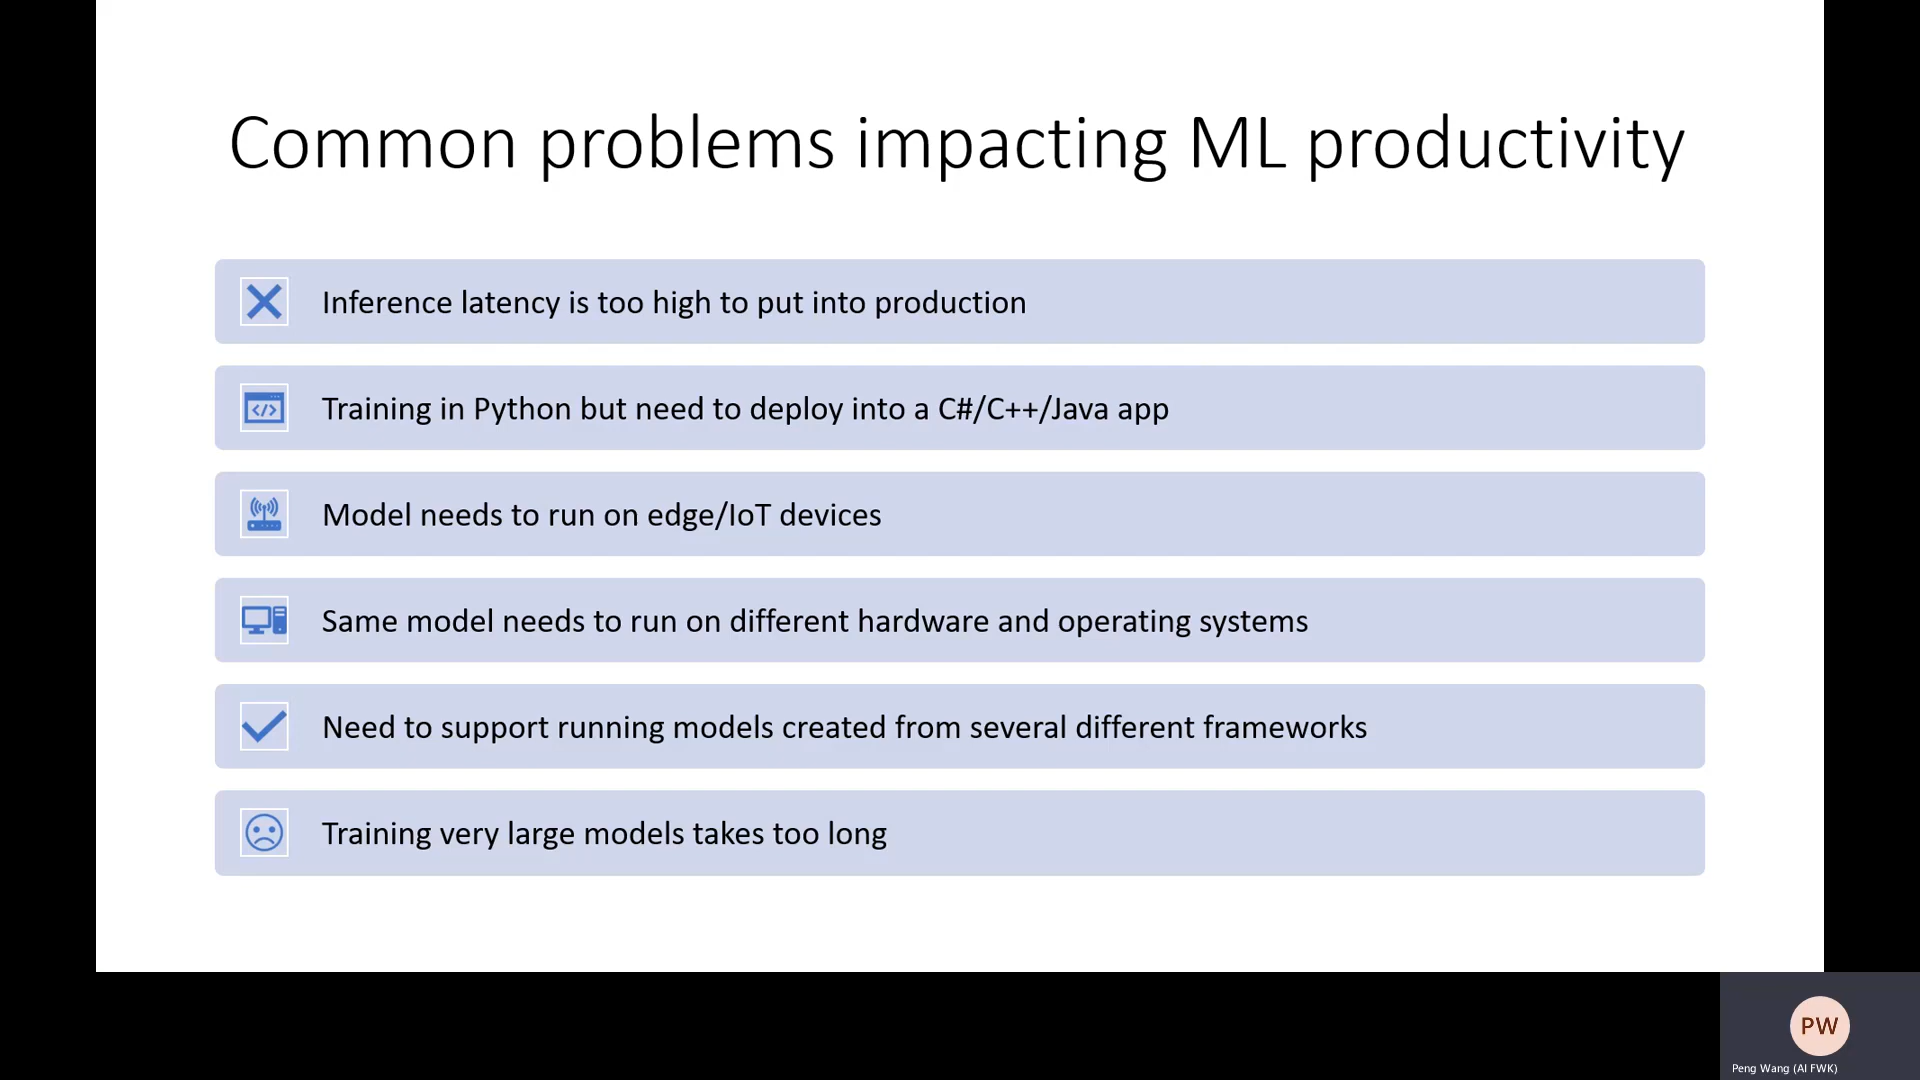 Common problems impacting ML productivity
Inference latency is too high to put into production
</>
Training in Python but need to deploy into a C#/C++/Java app
Model needs to run on edge/IoT devices
Same model needs to run on different hardware and operating systems
Need to support running models created from several different frameworks
Training very large models takes too long
PW
Peng Wang (AI FWK)